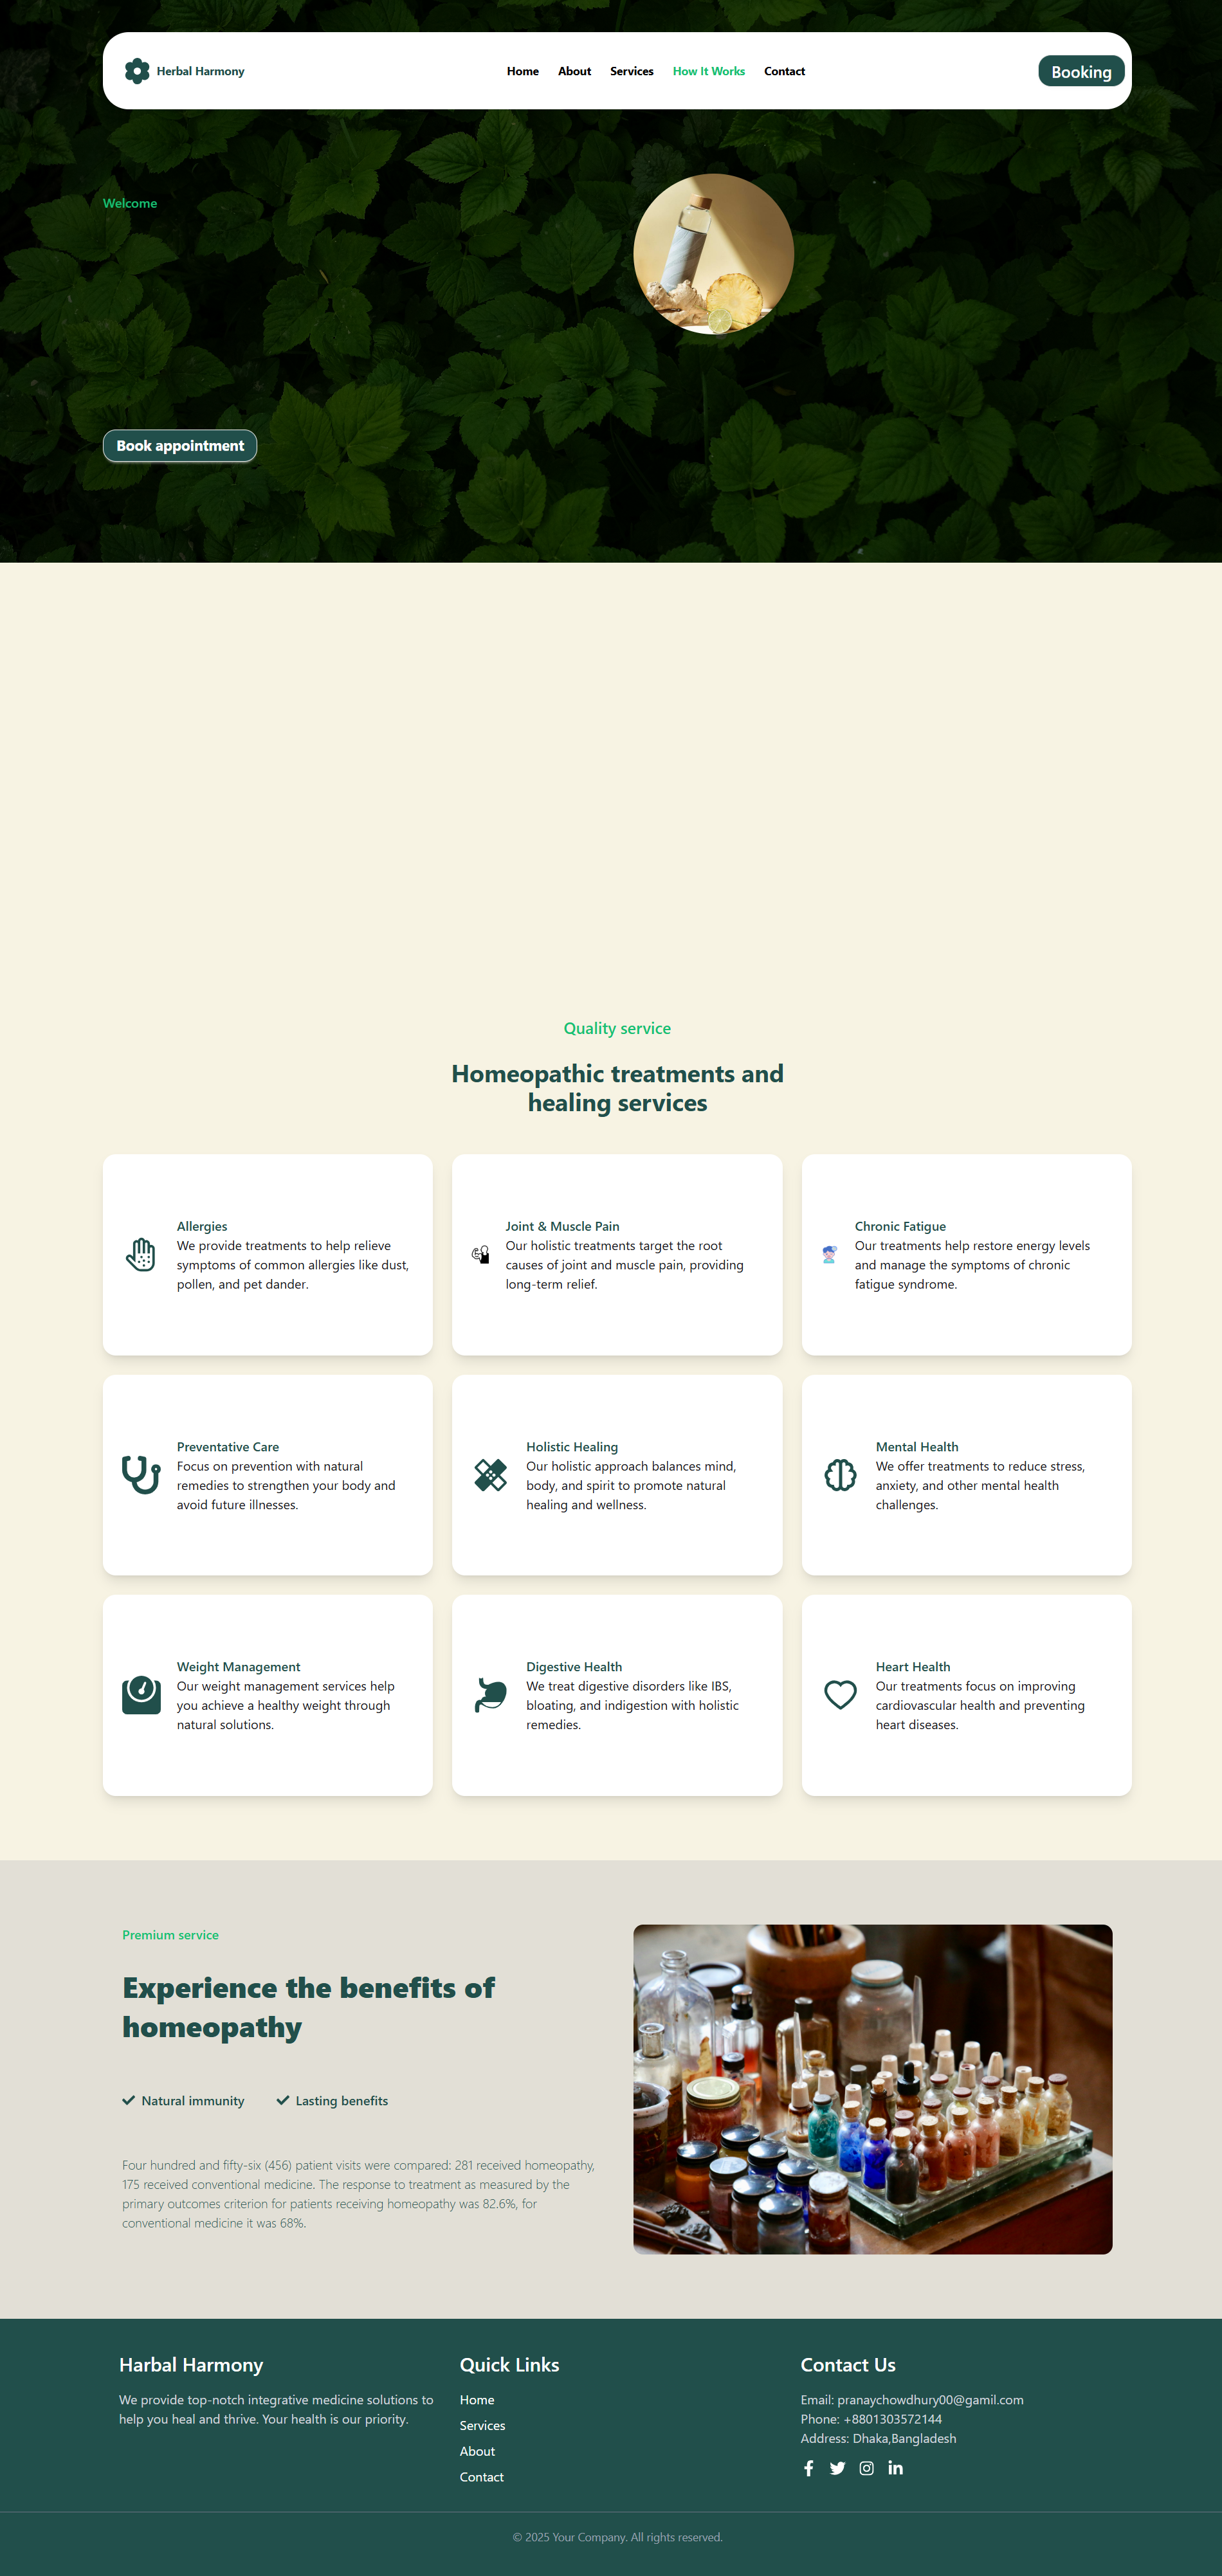 Herbal Harmony
Home About Services How It Works Contact
Booking
Welcome
Book appointment
Quality service
Homeopathic treatments and
healing services
Allergies
We provide treatments to help relieve
symptoms of common allergies like dust,
pollen, and pet dander.
Joint & Muscle Pain
Our holistic treatments target the root
causes of joint and muscle pain, providing
long-term relief.
Chronic Fatigue
Our treatments help restore energy levels
and manage the symptoms of chronic
fatigue syndrome.
Preventative Care
Focus on prevention with natural
remedies to strengthen your body and
avoid future illnesses.
Holistic Healing
Our holistic approach balances mind,
body, and spirit to promote natural
healing and wellness.
Mental Health
We offer treatments to reduce stress,
anxiety, and other mental health
challenges.
Weight Management
Our weight management services help
you achieve a healthy weight through
natural solutions.
Digestive Health
We treat digestive disorders like IBS,
bloating, and indigestion with holistic
remedies.
Heart Health
Our treatments focus on improving
cardiovascular health and preventing
heart diseases.
Premium service
Experience the benefits of
homeopathy
Natural immunity
Lasting benefits
Four hundred and fifty-six (456) patient visits were compared: 281 received homeopathy,
175 received conventional medicine. The response to treatment as measured by the
primary outcomes criterion for patients receiving homeopathy was 82.6%, for
conventional medicine it was 68%.
Harbal Harmony
We provide top-notch integrative medicine solutions to
help you heal and thrive. Your health is our priority.
Quick Links
Home
Services
About
Contact
Contact Us
Email: pranaychowdhury00@gamil.com
Phone: +8801303572144
Address: Dhaka,Bangladesh
© 2025 Your Company. All rights reserved.